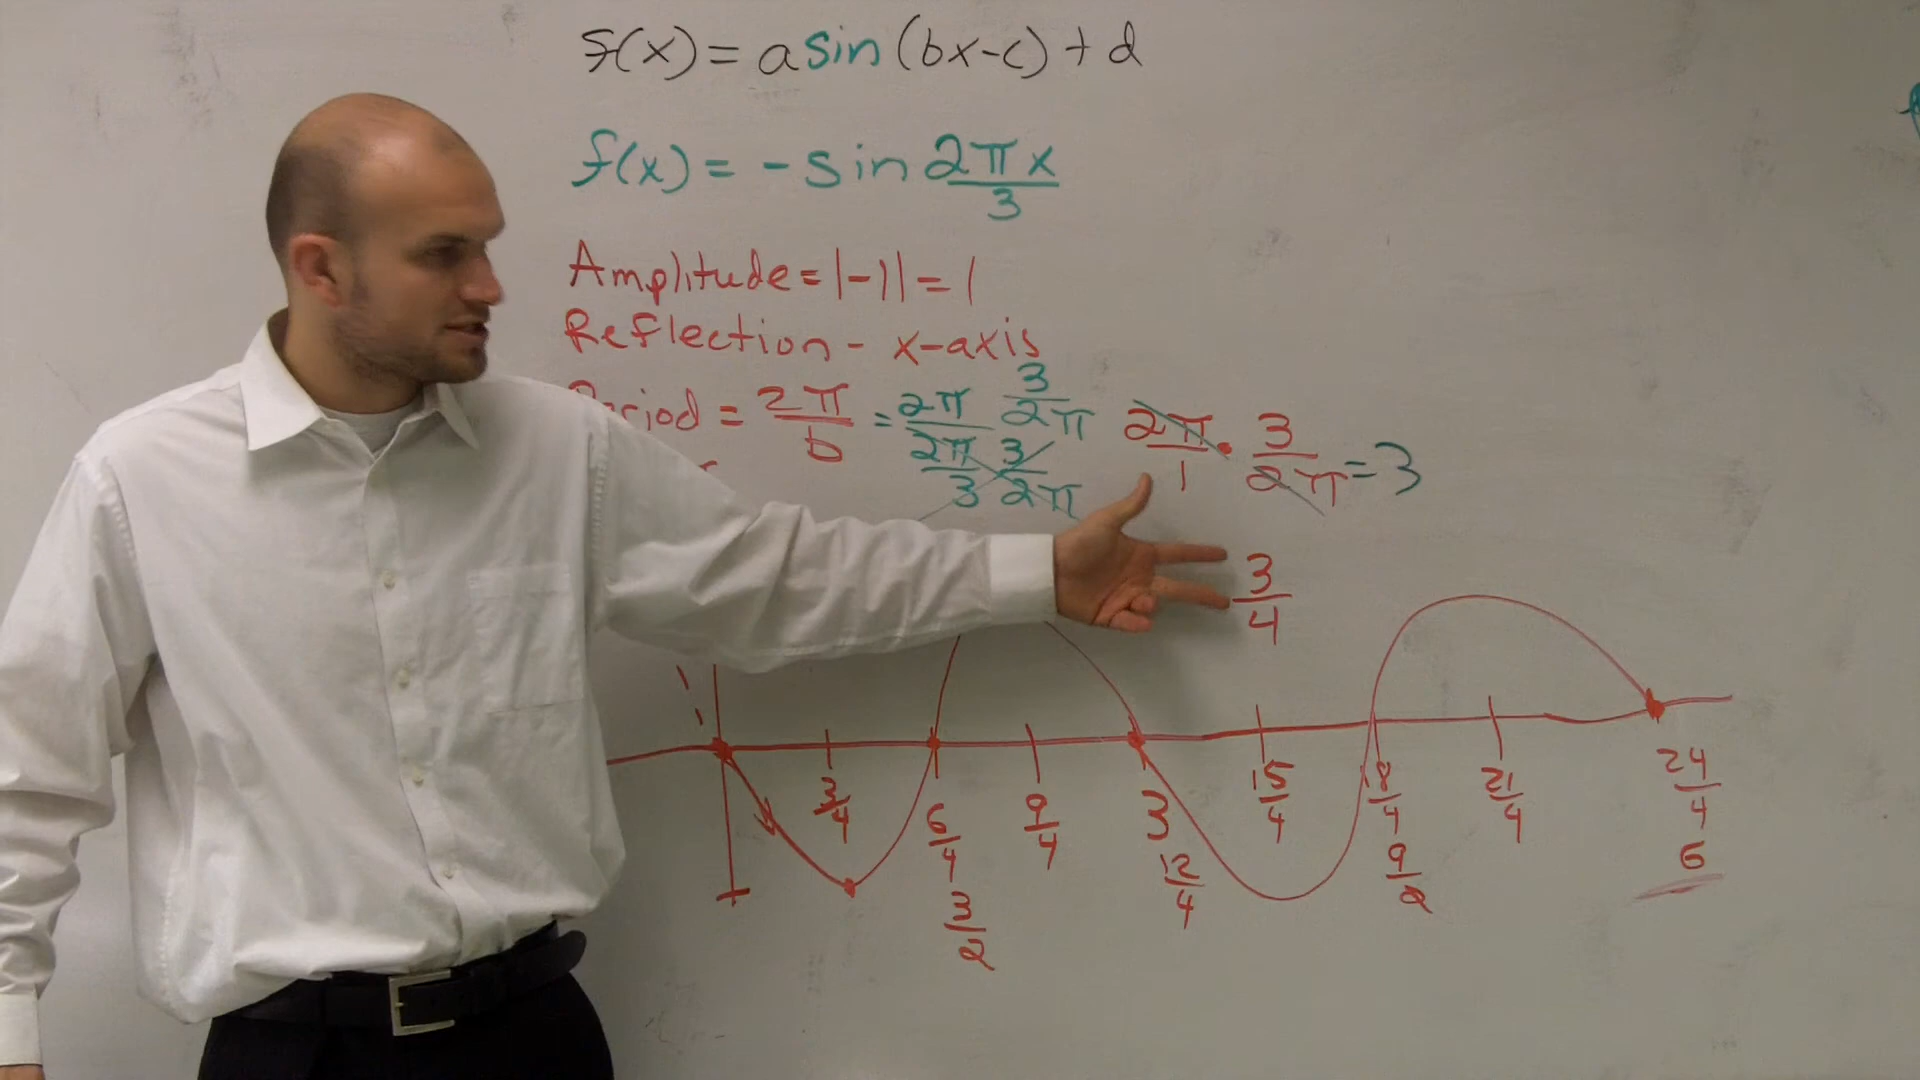 f(x) = a sin (bx-c) + d
f(x) = - sin 2πx/3
Amplitude = |-1| = 1
Reflection - x-axis
Period = 2π/b = 2π/(2π/3) 3/2π 3/2π 2π/1 • 3/2π = 3
3/4
3/4 6/4 9/4 3 15/4 18/4 21/4 24/4
3/2 12/4 9/2 6